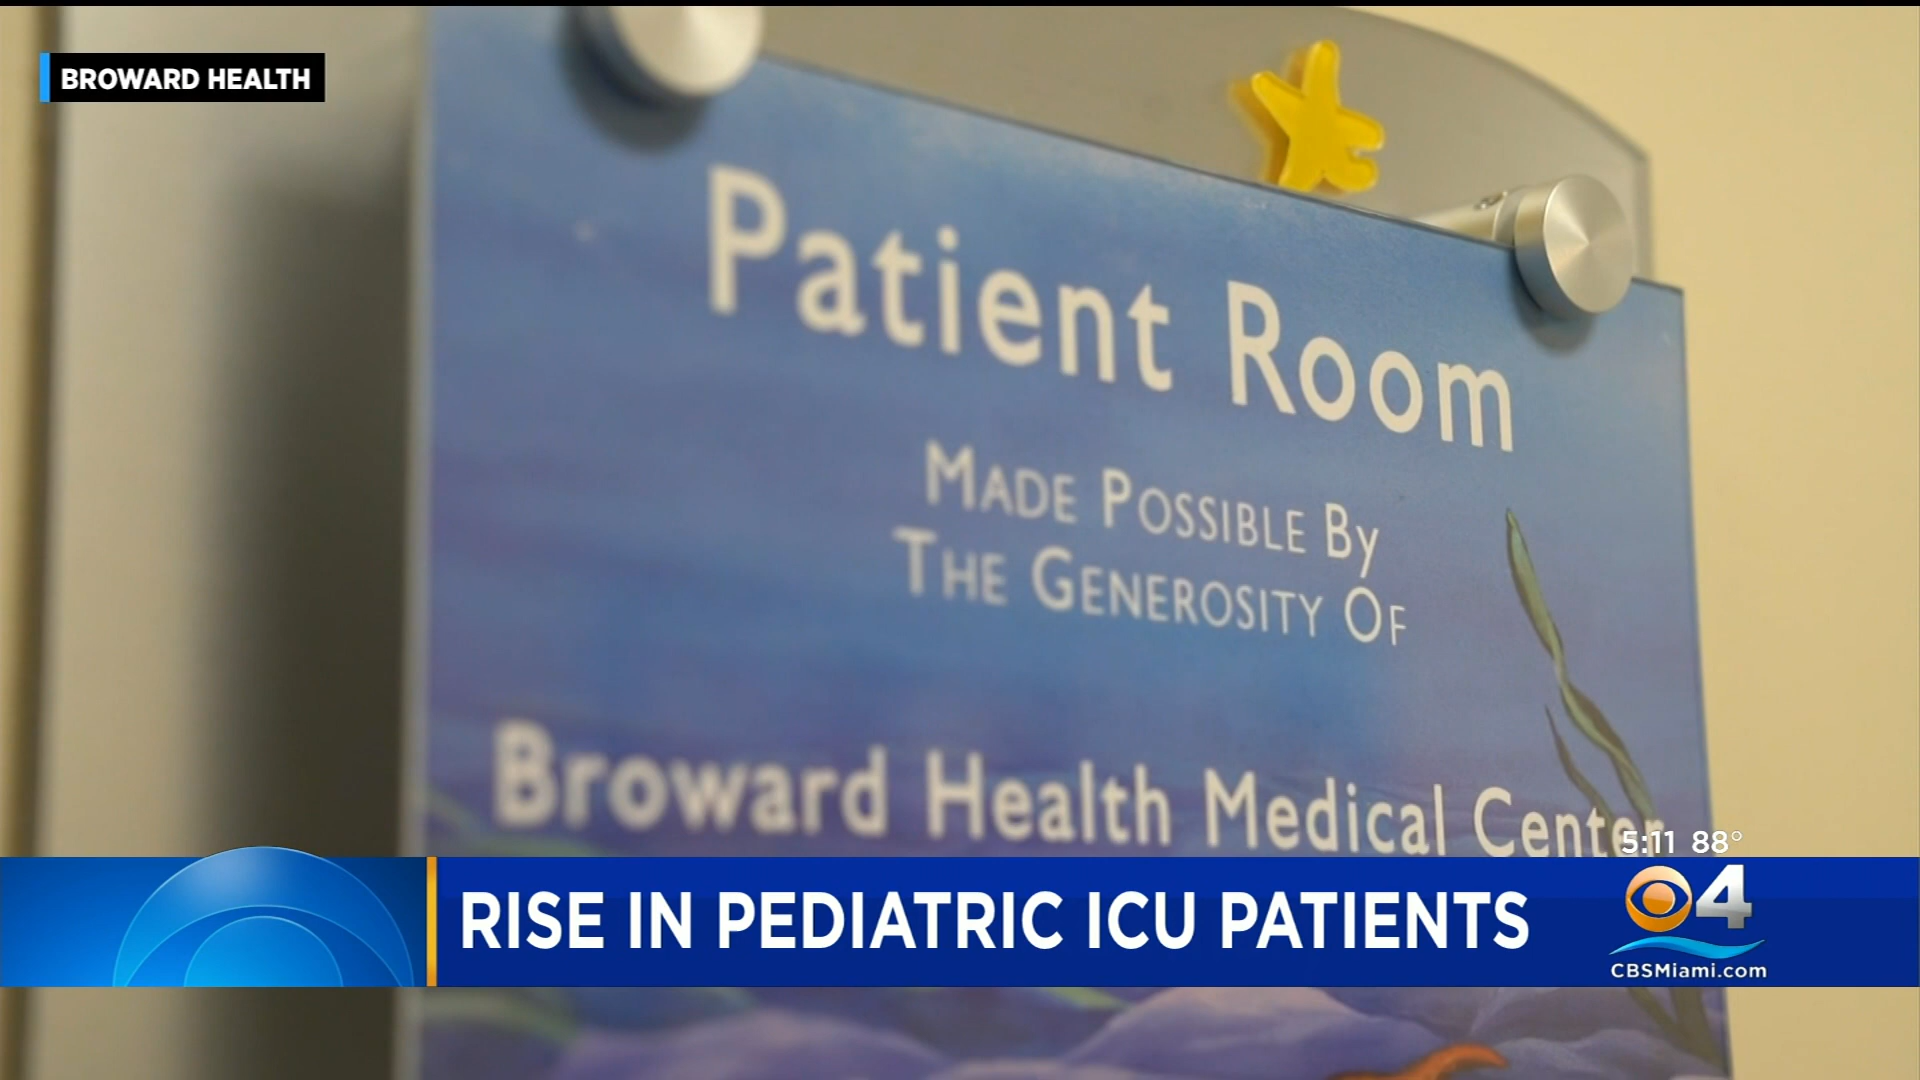 BROWARD HEALTH
Patient Room
MADE POSSIBLE By
THE GENEROSITY OF
Broward Health Medical Center
5:11 88°
RISE IN PEDIATRIC ICU PATIENTS
4
CBSMiami.com